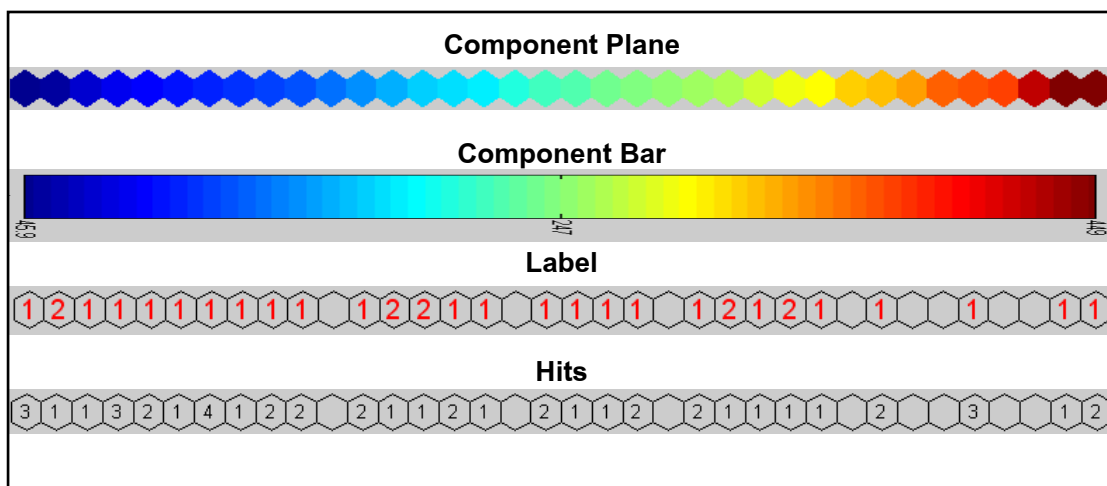 Component Plane
Component Bar
45.9 247 449
Label
1 2 1 1 1 1 1 1 1 1 1 2 2 1 1 1 1 1 1 1 2 1 2 1 1 1 1 1
Hits
3 1 1 3 2 1 4 1 2 2 2 1 1 2 1 2 1 1 2 2 1 1 1 1 2 3 1 2